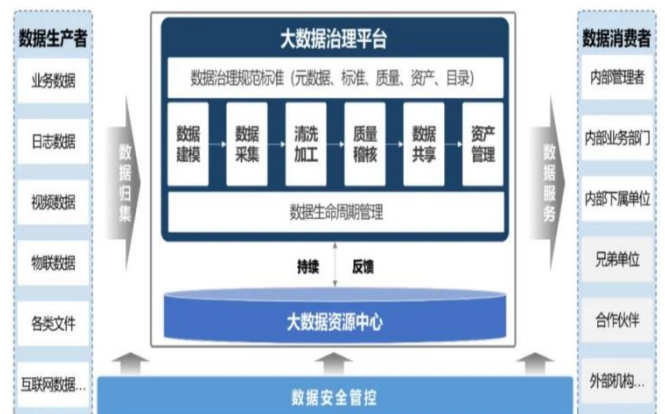 数据生产者
业务数据
日志数据
视频数据
物联数据
各类文件
互联网数据...
数据归集
大数据治理平台
数据治理规范标准（元数据、标准、质量、资产、目录）
数据
建模
数据
采集
清洗
加工
质量
稽核
数据
共享
资产
管理
数据生命周期管理
持续 反馈
大数据资源中心
数据安全管控
数据服务
数据消费者
内部管理者
内部业务部门
内部下属单位
兄弟单位
合作伙伴
外部机构...